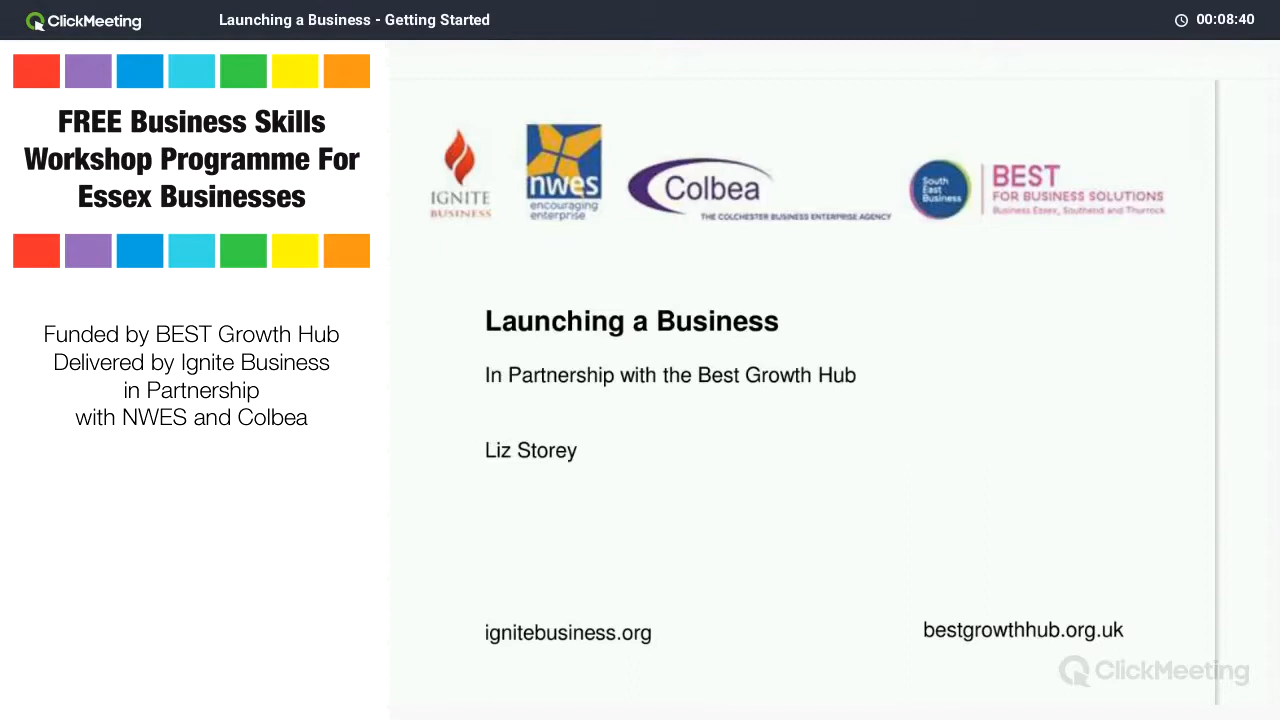 ClickMeeting
Launching a Business - Getting Started
00:08:40
FREE Business Skills
Workshop Programme For
Essex Businesses
Funded by BEST Growth Hub
Delivered by Ignite Business
in Partnership
with NWES and Colbea
IGNITE
BUSINESS
nwes
encouraging
enterprise
Colbea
THE COLCHESTER BUSINESS ENTERPRISE AGENCY
South
East
Business
BEST
FOR BUSINESS SOLUTIONS
Business Essex, Southend and Thurrock
Launching a Business
In Partnership with the Best Growth Hub
Liz Storey
ignitebusiness.org
bestgrowthhub.org.uk
ClickMeeting